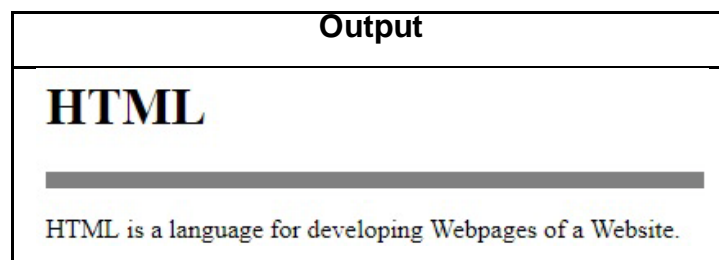 Output
HTML
HTML is a language for developing Webpages of a Website.